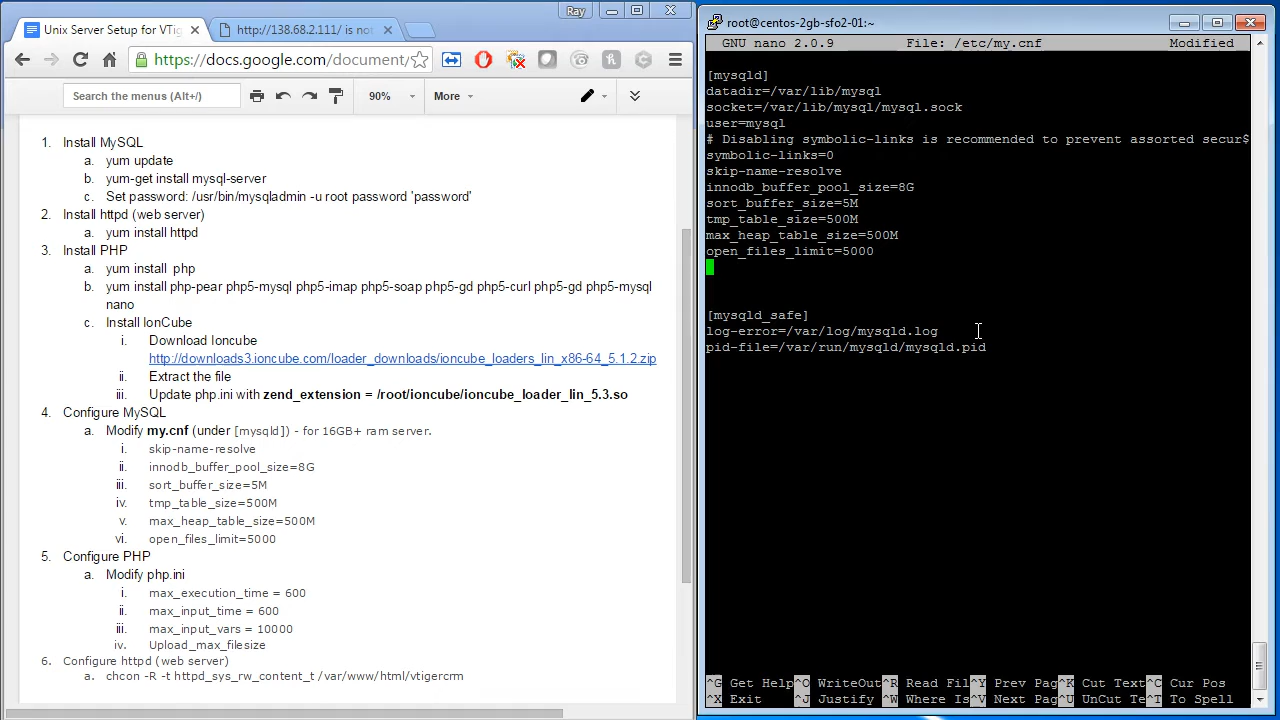 Ray
Unix Server Setup for VTig
http://138.68.2.111/ is not
https://docs.google.com/document/
Search the menus (Alt+/)
90%
More
1. Install MySQL
a. yum update
b. yum-get install mysql-server
c. Set password: /usr/bin/mysqladmin -u root password 'password'
2. Install httpd (web server)
a. yum install httpd
3. Install PHP
a. yum install php
b. yum install php-pear php5-mysql php5-imap php5-soap php5-gd php5-curl php5-gd php5-mysql
nano
c. Install IonCube
i. Download Ioncube
http://downloads3.ioncube.com/loader_downloads/ioncube_loaders_lin_x86-64_5.1.2.zip
ii. Extract the file
iii. Update php.ini with zend_extension = /root/ioncube/ioncube_loader_lin_5.3.so
4. Configure MySQL
a. Modify my.cnf (under [mysqld]) - for 16GB+ ram server.
i. skip-name-resolve
ii. innodb_buffer_pool_size=8G
iii. sort_buffer_size=5M
iv. tmp_table_size=500M
v. max_heap_table_size=500M
vi. open_files_limit=5000
5. Configure PHP
a. Modify php.ini
i. max_execution_time = 600
ii. max_input_time = 600
iii. max_input_vars = 10000
iv. Upload_max_filesize
6. Configure httpd (web server)
a. chcon -R -t httpd_sys_rw_content_t /var/www/html/vtigercrm
root@centos-2gb-sfo2-01:~
GNU nano 2.0.9 File: /etc/my.cnf Modified
[mysqld]
datadir=/var/lib/mysql
socket=/var/lib/mysql/mysql.sock
user=mysql
# Disabling symbolic-links is recommended to prevent assorted secur$
symbolic-links=0
skip-name-resolve
innodb_buffer_pool_size=8G
sort_buffer_size=5M
tmp_table_size=500M
max_heap_table_size=500M
open_files_limit=5000
[mysqld_safe]
log-error=/var/log/mysqld.log
pid-file=/var/run/mysqld/mysqld.pid
^G Get Help ^O WriteOut ^R Read Fil ^Y Prev Pag ^K Cut Text ^C Cur Pos
^X Exit ^J Justify ^W Where Is ^V Next Pag ^U UnCut Te ^T To Spell